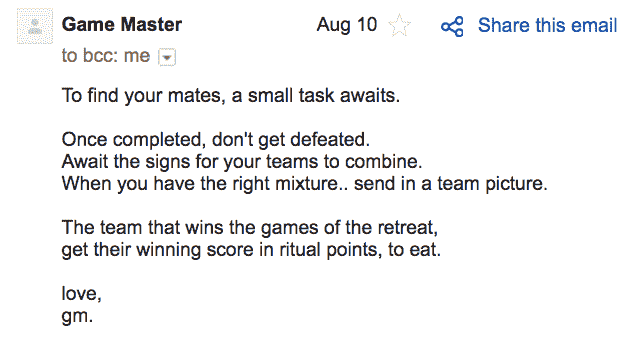 Game Master Aug 10 Share this email
to bcc: me
To find your mates, a small task awaits.
Once completed, don't get defeated.
Await the signs for your teams to combine.
When you have the right mixture.. send in a team picture.
The team that wins the games of the retreat,
get their winning score in ritual points, to eat.
love,
gm.